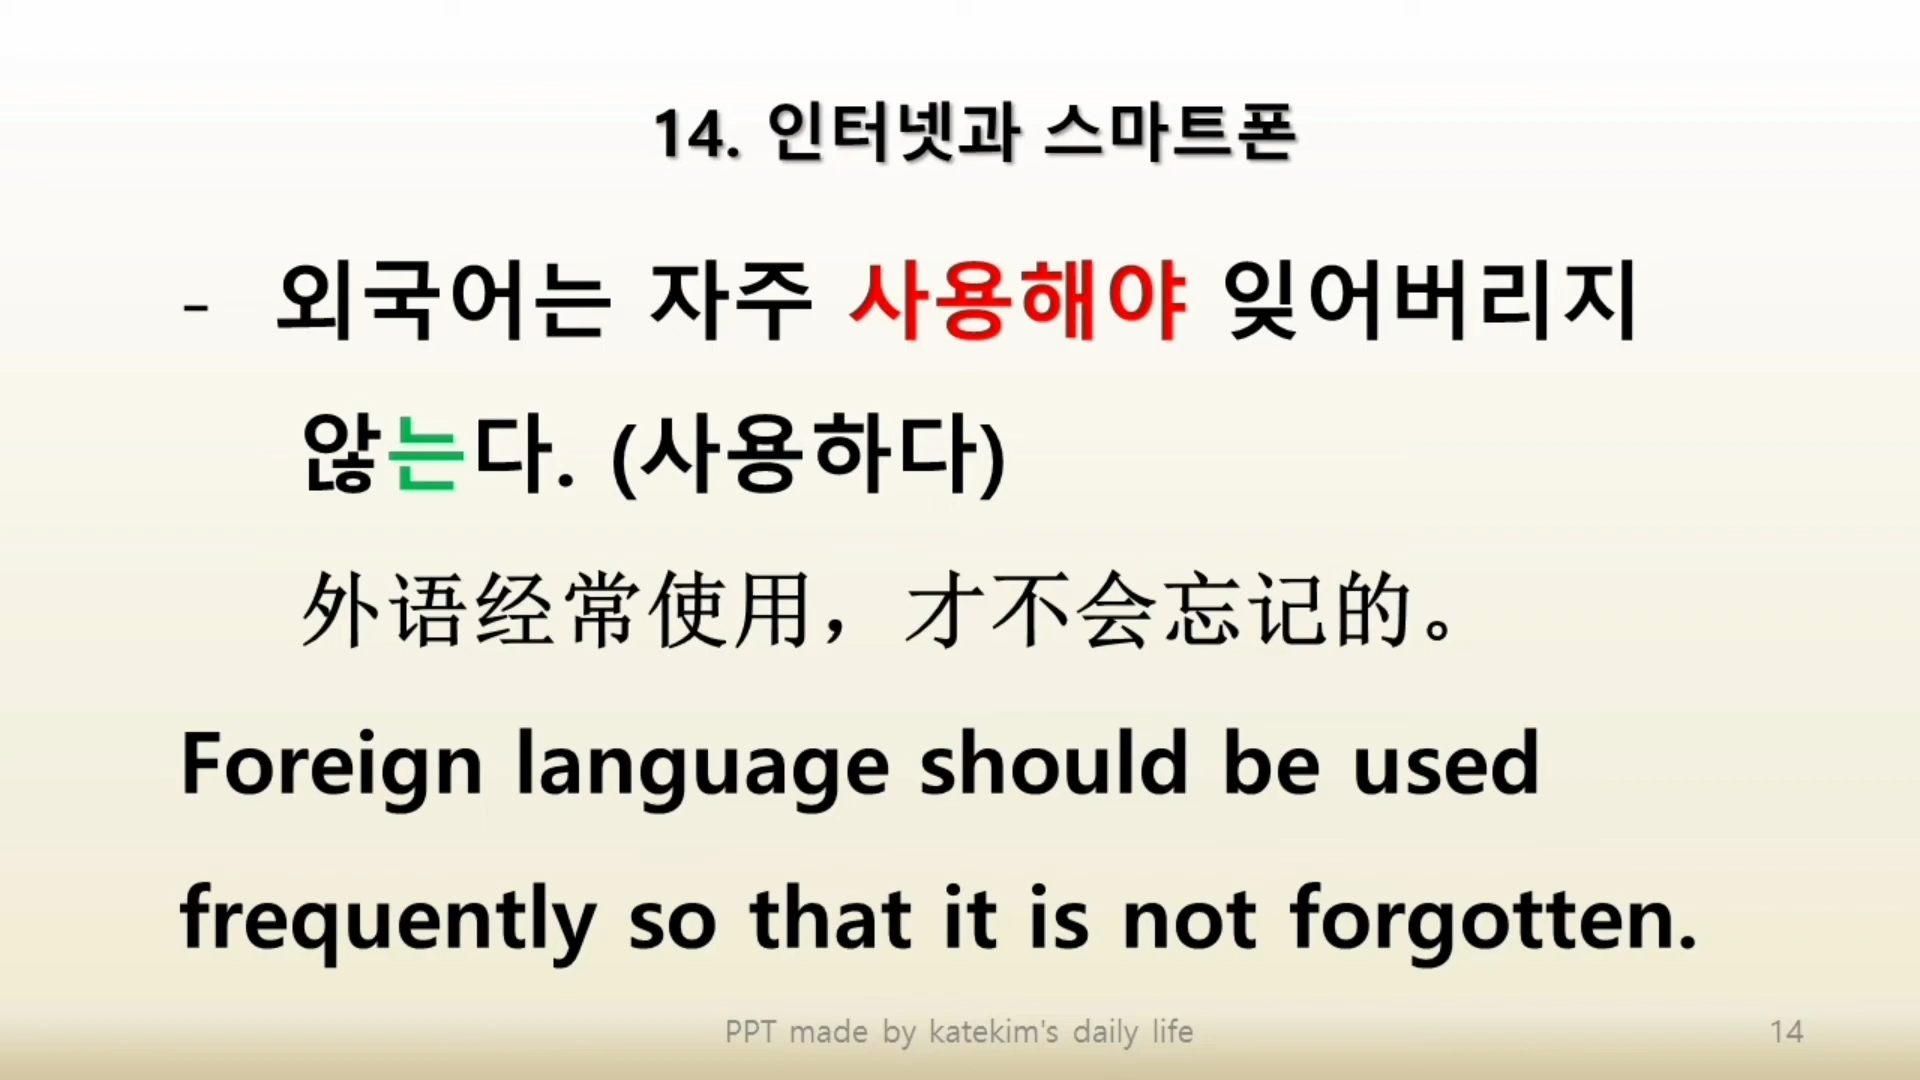 14. 인터넷과 스마트폰
- 외국어는 자주 사용해야 잊어버리지
않는다. (사용하다)
外语经常使用，才不会忘记的。
Foreign language should be used
frequently so that it is not forgotten.
PPT made by katekim's daily life
14